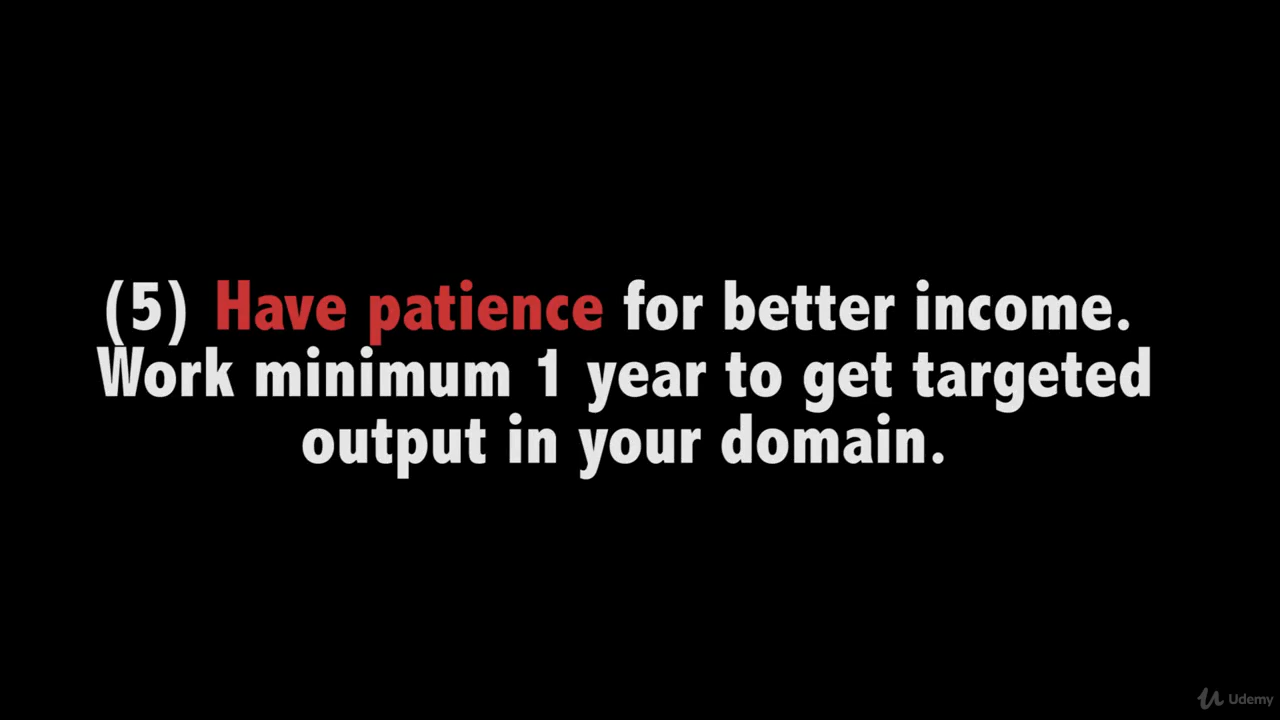 (5) Have patience for better income.
Work minimum 1 year to get targeted
output in your domain.
Udemy